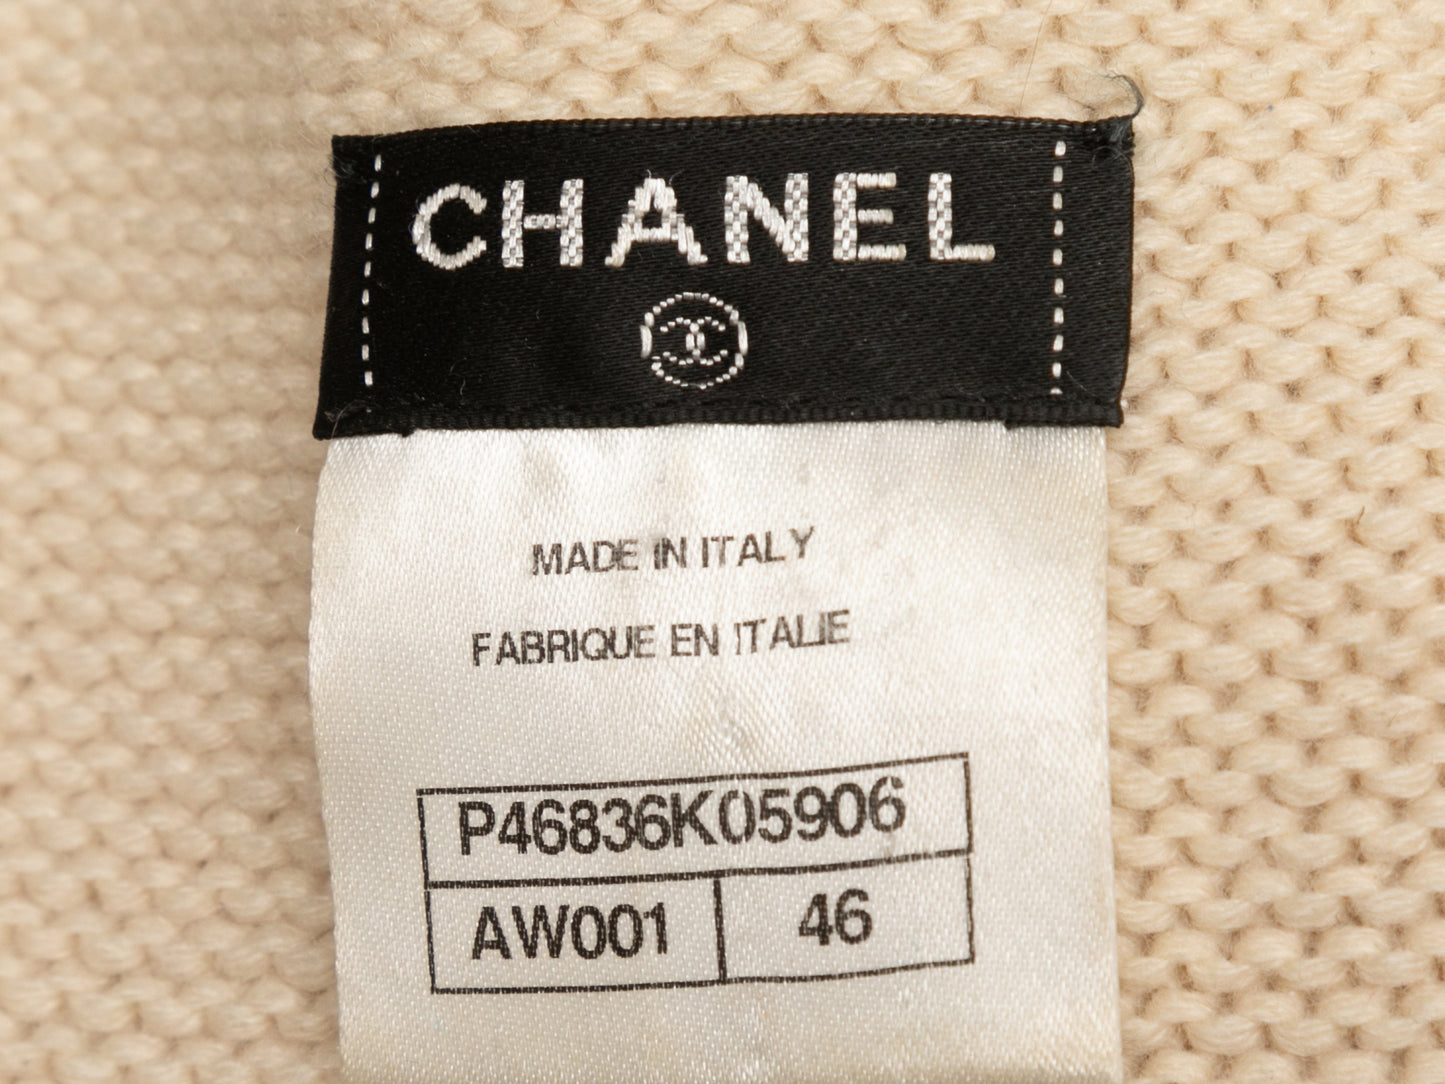 CHANEL
MADE IN ITALY
FABRIQUE EN ITALIE
P46836K05906
AW001 46